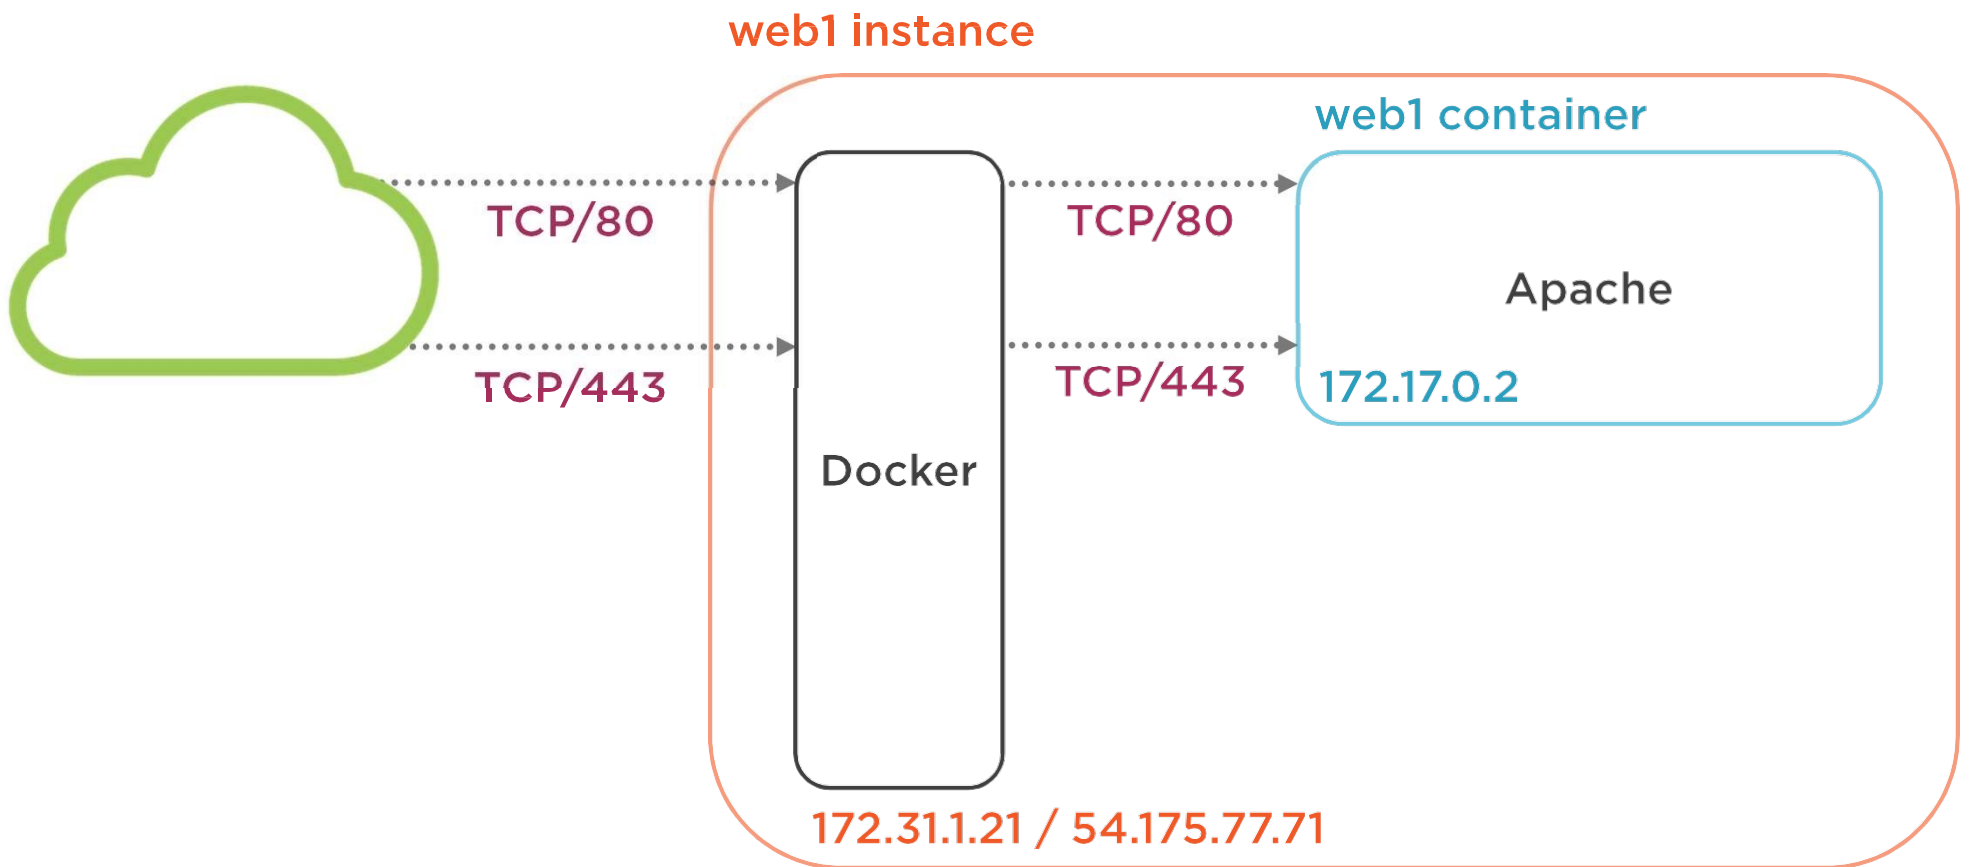 web1 instance
web1 container
TCP/80
TCP/80
Apache
TCP/443
TCP/443
172.17.0.2
Docker
172.31.1.21 / 54.175.77.71